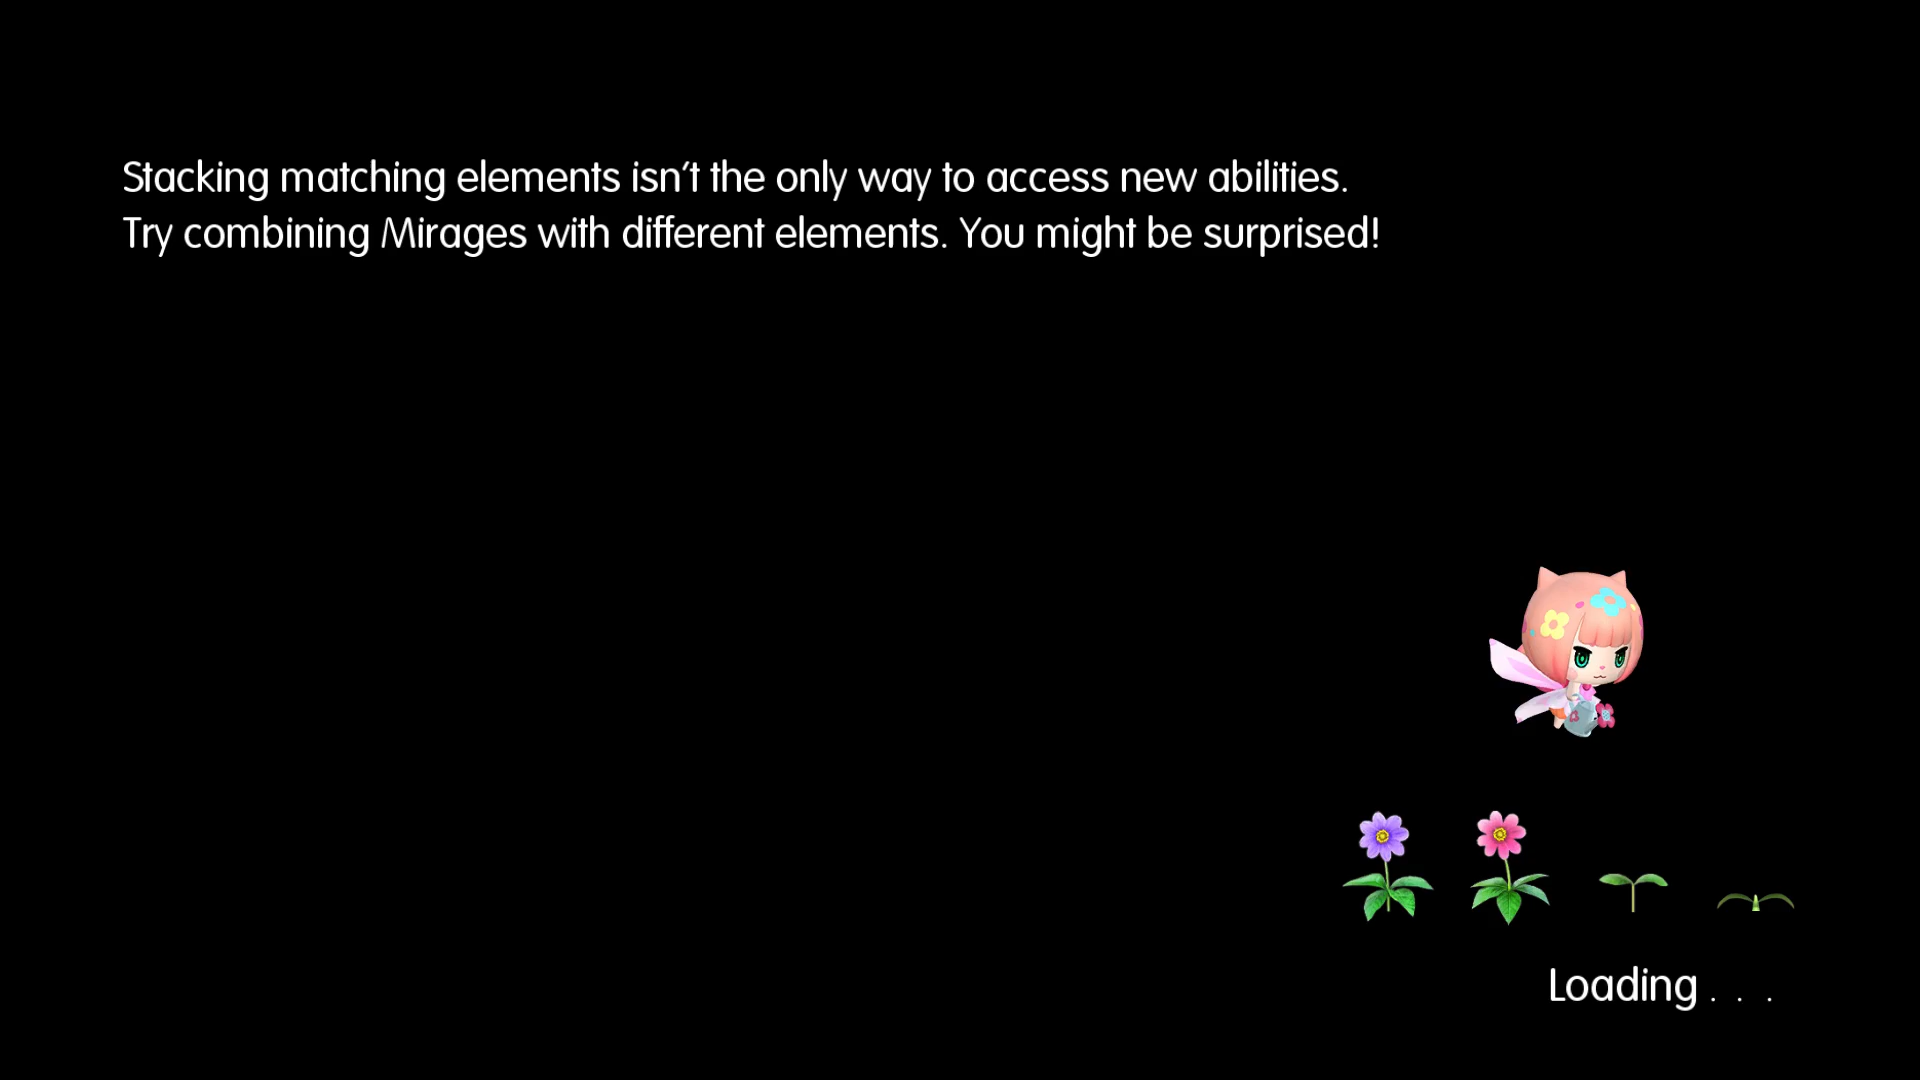 Stacking matching elements isn't the only way to access new abilities.
Try combining Mirages with different elements. You might be surprised!
Loading . . .